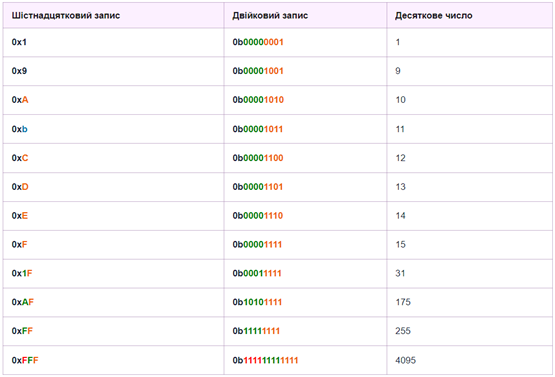 Шістнадцятковий запис Двійковий запис Десяткове число
0x1 0b00000001 1
0x9 0b00001001 9
0xA 0b00001010 10
0xb 0b00001011 11
0xC 0b00001100 12
0xD 0b00001101 13
0xE 0b00001110 14
0xF 0b00001111 15
0x1F 0b00011111 31
0xAF 0b10101111 175
0xFF 0b11111111 255
0xFFF 0b111111111111 4095